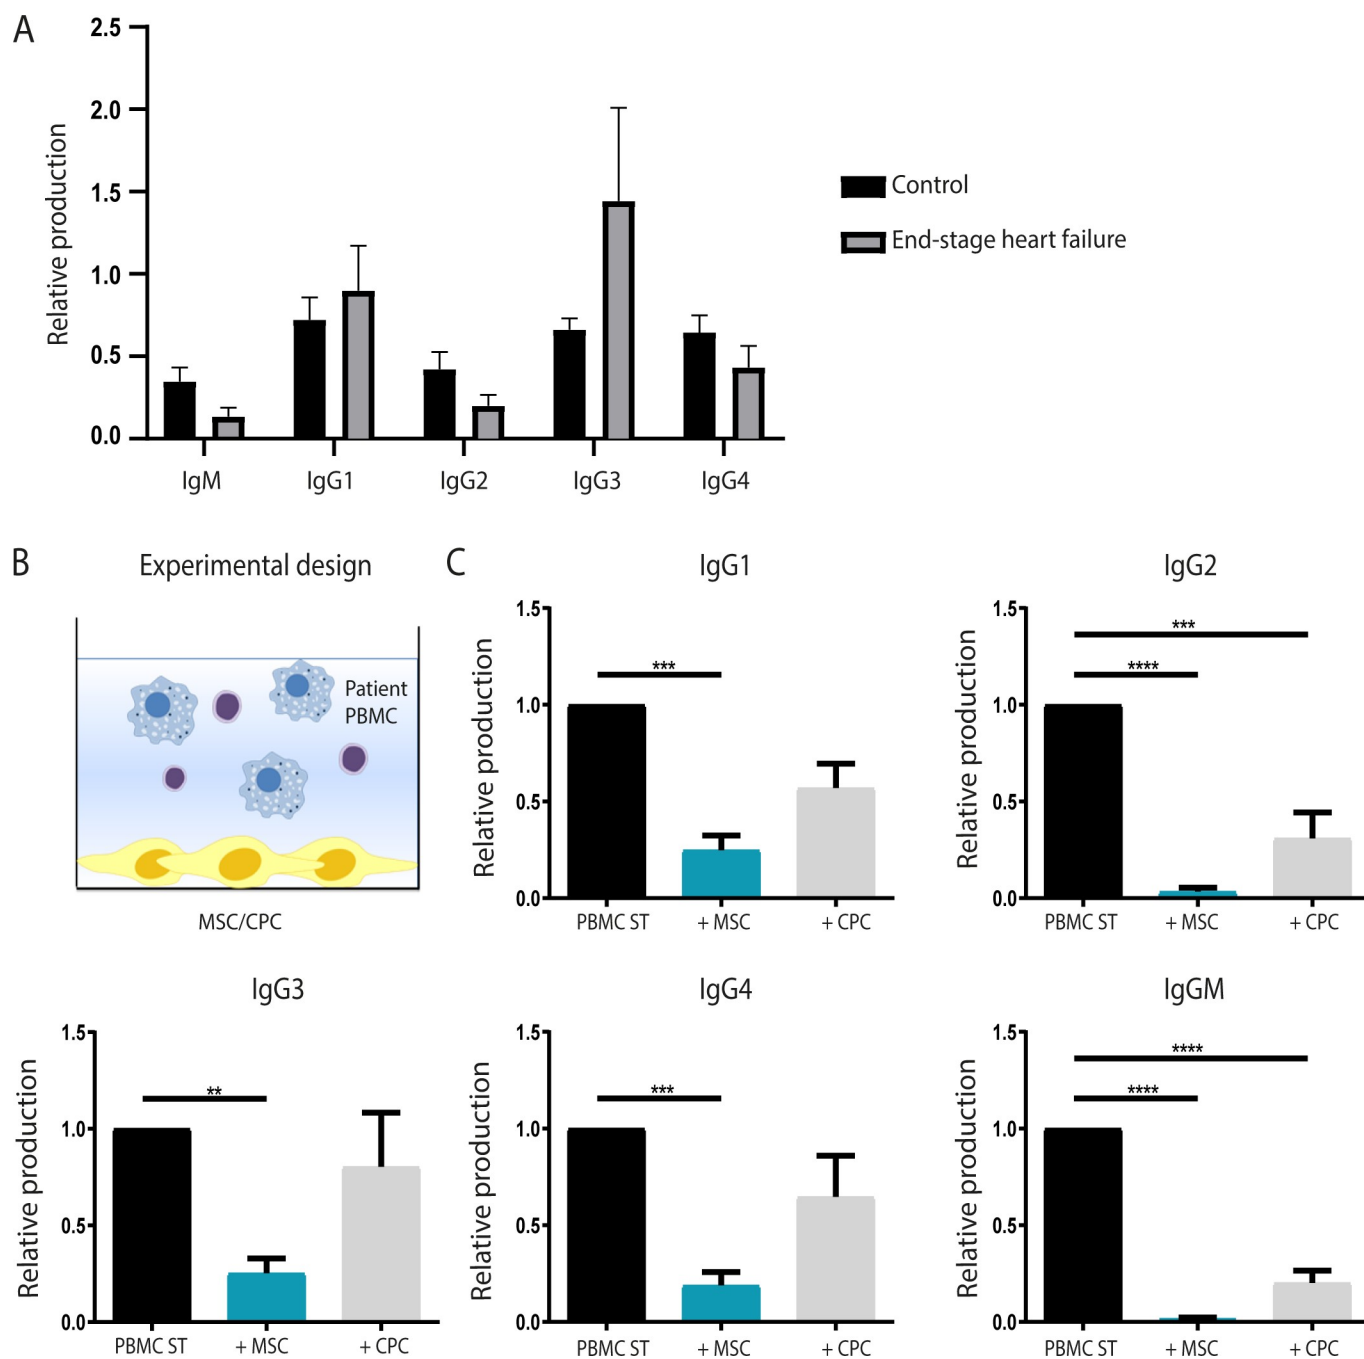 A
2.5
2.0
1.5
1.0
0.5
0.0
Relative production
IgM
IgG1
IgG2
IgG3
IgG4
Control
End-stage heart failure
B
Experimental design
Patient
PBMC
MSC/CPC
C
IgG1
1.5
1.0
0.5
0.0
Relative production
***
PBMC ST
+ MSC
+ CPC
IgG2
1.5
1.0
0.5
0.0
Relative production
***
****
PBMC ST
+ MSC
+ CPC
IgG3
1.5
1.0
0.5
0.0
Relative production
**
PBMC ST
+ MSC
+ CPC
IgG4
1.5
1.0
0.5
0.0
Relative production
***
PBMC ST
+ MSC
+ CPC
IgGM
1.5
1.0
0.5
0.0
Relative production
****
****
PBMC ST
+ MSC
+ CPC